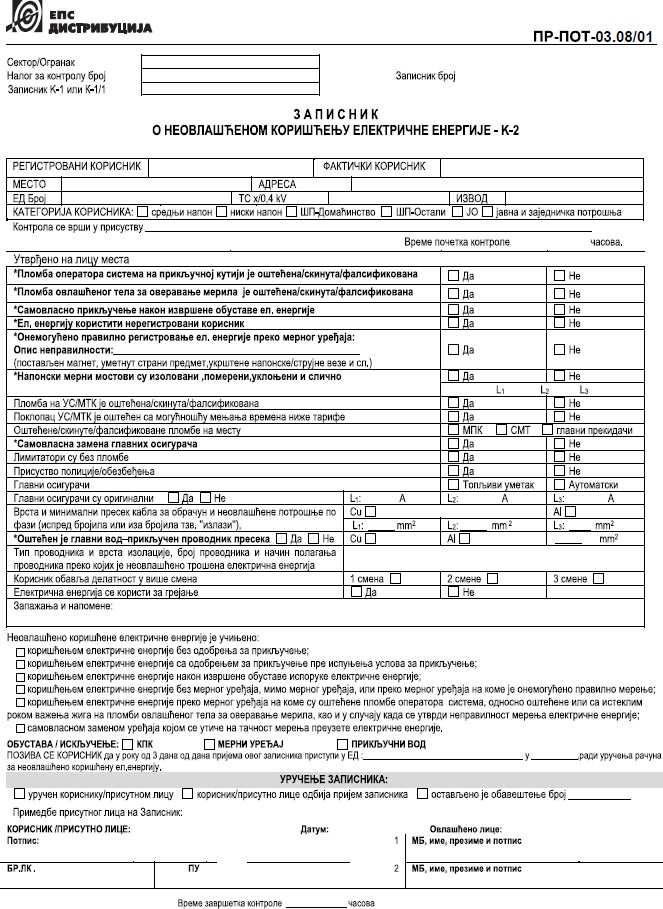 ЕПС
ДИСТРИБУЦИЈА
ПР-ПОТ-03.08/01
Сектор/Огранак
Налог за контролу број
Записник број
Записник К-1 или К-1/1
З А П И С Н И К
О НЕОВЛАШЋЕНОМ КОРИШЋЕЊУ ЕЛЕКТРИЧНЕ ЕНЕРГИЈЕ - К-2
РЕГИСТРОВАНИ КОРИСНИК ФАКТИЧКИ КОРИСНИК
МЕСТО АДРЕСА
ЕД Број ТС x/0,4 kV ИЗВОД
КАТЕГОРИЈА КОРИСНИКА: средњи напон ниски напон ШП-Домаћинство ШП-Остали ЈО јавна и заједничка потрошња
Контрола се врши у присуству
Време почетка контроле часова.
Утврђено на лицу места
*Пломба оператора система на прикључној кутији је оштећена/скинута/фалсификована Да Не
*Пломба овлашћеног тела за оверавање мерила је оштећена/скинута/фалсификована Да Не
*Самовласно прикључење након извршене обуставе ел. енергије Да Не
*Ел, енергију користити нерегистровани корисник Да Не
*Онемогућено правилно регистровање ел. енергије преко мерног уређаја:
Опис неправилности: Да Не
(постављен магнет, уметнут страни предмет,укрштене напонске/струјне везе и сп.)
*Напонски мерни мостови су изоловани ,померени,уклоњени и слично Да Не
L1 L2 L3
Пломба на УС/МТК је оштећена/скинута/фалсификована Да Не
Поклопац УС/МТК је оштећен са могућношћу мењања времена ниже тарифе Да Не
Оштећене/скинуте/фалсификоване пломбе на месту МПК СМТ главни прекидачи
*Самовласна замена главних осигурача Да Не
Лимитатори су без пломбе Да Не
Присуство полиције/обезбеђења Да Не
Главни осигурачи Топљиви уметак Аутоматски
Главни осигурачи су оригинални Да Не L1: А L2: А L3: А
Врста и минимални пресек кабла за обрачун и неовлашћене потрошње по Cu Al
фази (испред бројила или иза бројила тзв, "излази"), L1: mm2 L2: mm2 L3: mm2
*Оштећен је главни вод–прикључен проводник пресека Да Не Cu Al mm2
Тип проводника и врста изолације, број проводника и начин полагања
проводника преко којих је неовлашћено трошена електрична енергија
Корисник обавља делатност у више смена 1 смена 2 смене 3 смене
Електрична енергија се користи за грејање Да Не
Запажања и напомене:
Неовлашћено коришћене електричне енергије је учињено:
коришћењем електричне енергије без одобрења за прикључење;
коришћењем електричне енергије са одобрењем за прикључење пре испуњења услова за прикључење;
коришћењем електричне енергије након извршене обуставе испоруке електричне енергије;
коришћењем електричне енергије без мерног уређаја, мимо мерног уређаја, или преко мерног уређаја на коме је онемогућено правилно мерење;
коришћењем електричне енергије преко мерног уређаја на коме су оштећене пломбе оператора система, односно оштећене или са истеклим
роком важења жига на пломби овлашћеног тела за оверавање мерила, као и у случају када се утврди неправилност мерења електричне енергије;
самовласном заменом уређаја којом се утиче на тачност мерења преузете електричне енергије,
ОБУСТАВА / ИСКЉУЧЕЊЕ: КПК МЕРНИ УРЕЂАЈ ПРИКЉУЧНИ ВОД
ПОЗИВА СЕ КОРИСНИК да у року од 3 дана од дана пријема овог записника приступи у ЕД : у ,ради уручења рачуна
за неовлашћено коришћену ел,енергију,
УРУЧЕЊЕ ЗАПИСНИКА:
уручен кориснику/присутном лицу корисник/присутно лице одбија пријем записника остављено је обавештење број
Примедбе присутног лица на Записник:
КОРИСНИК /ПРИСУТНО ЛИЦЕ: Датум: Овлашћено лице:
Потпис: 1 МБ, име, презиме и потпис
БР.ЛК . ПУ 2 МБ, име, презиме и потпис
Време завршетка контроле часова